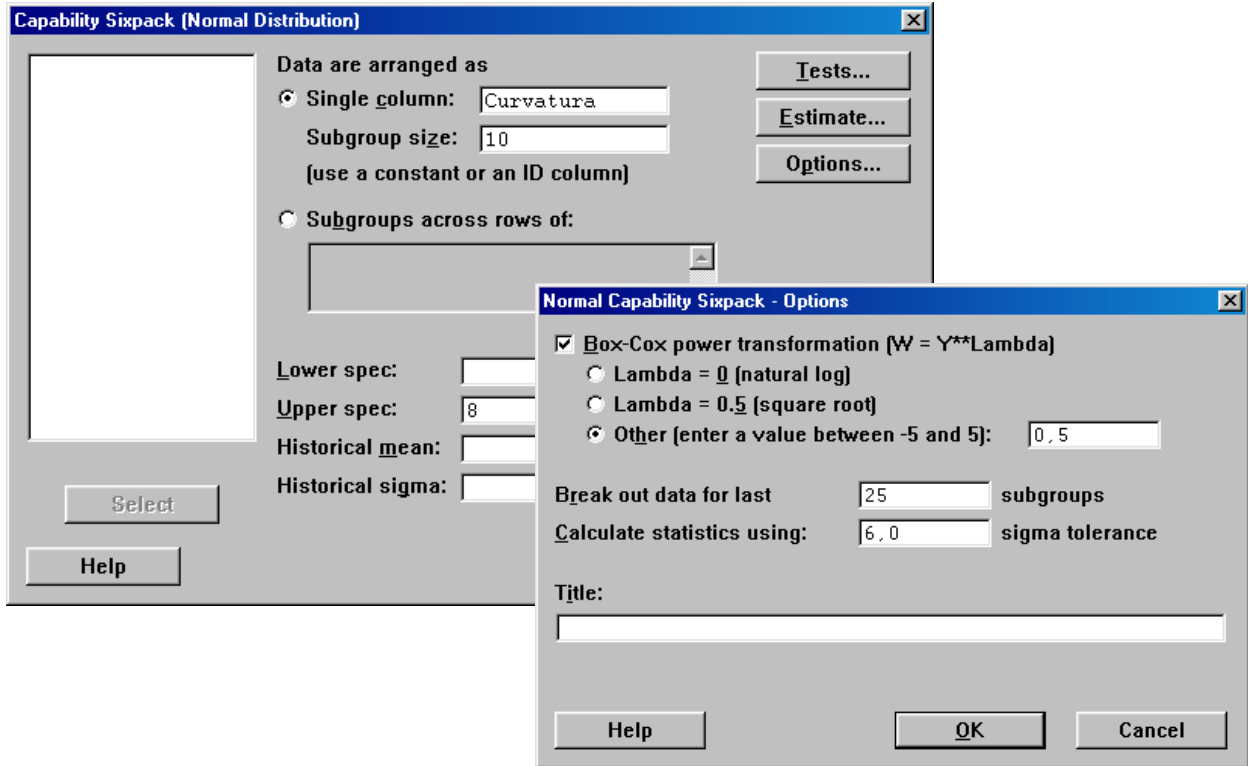 Capability Sixpack (Normal Distribution)
Data are arranged as
Single column: Curvatura
Subgroup size: 10
(use a constant or an ID column)
Subgroups across rows of:
Tests...
Estimate...
Options...
Lower spec:
Upper spec: 8
Historical mean:
Historical sigma:
Select
Help
Normal Capability Sixpack - Options
Box-Cox power transformation (W = Y**Lambda)
Lambda = 0 (natural log)
Lambda = 0.5 (square root)
Other (enter a value between -5 and 5): 0,5
Break out data for last 25 subgroups
Calculate statistics using: 6,0 sigma tolerance
Title:
Help OK Cancel